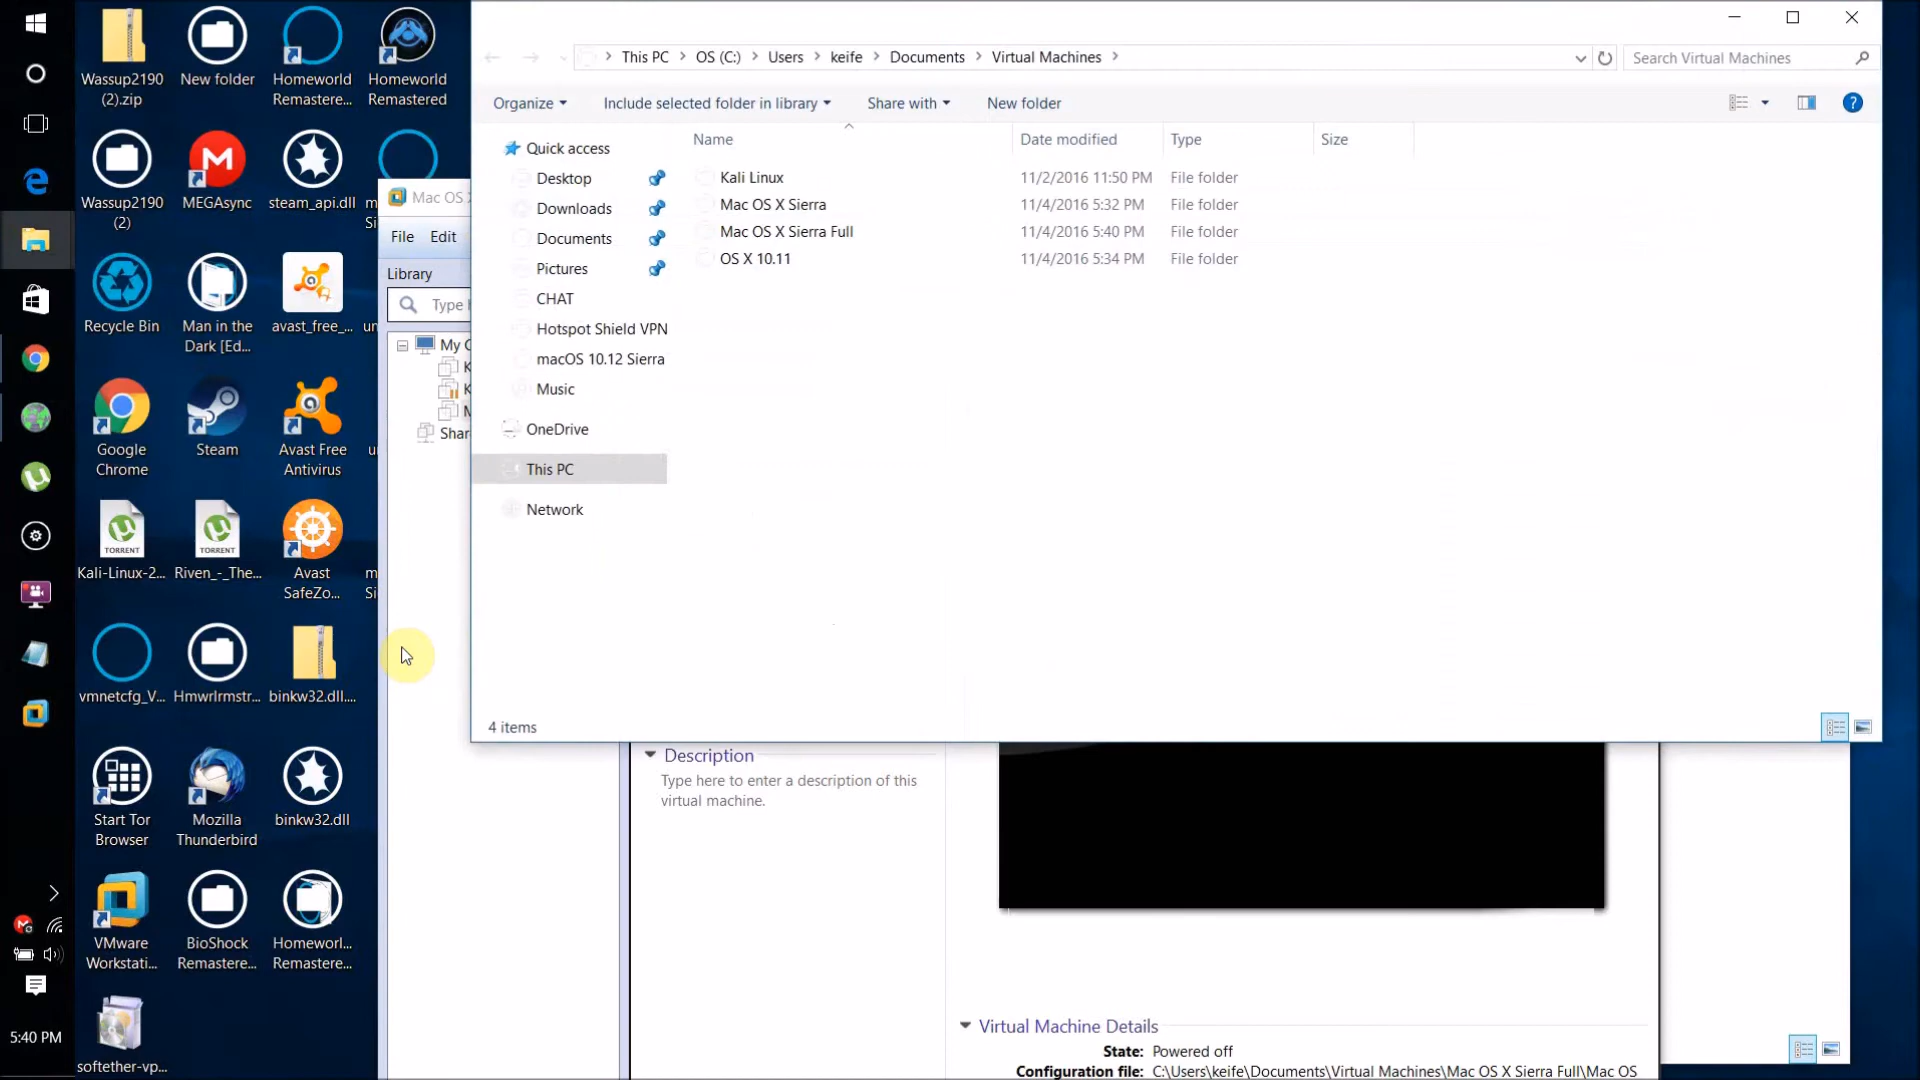 Wassup2190
(2).zip
New folder
Homeworld
Remastere...
Homeworld
Remastered
Wassup2190
(2)
MEGAsync
steam_api.dll
Recycle Bin
Man in the
Dark [Ed...
avast_free_...
Google
Chrome
Steam
Avast Free
Antivirus
TORRENT
Kali-Linux-2...
TORRENT
Riven_-_The...
Avast
SafeZo...
vmnetcfg_V...
Hmwrlrmstr...
binkw32.dll....
Start Tor
Browser
Mozilla
Thunderbird
binkw32.dll
VMware
Workstati...
BioShock
Remastere...
Homeworl...
Remastere...
softether-vp...
5:40 PM
Mac OS
File Edit
Library
Type
My C
K
K
M
Shar
This PC > OS (C:) > Users > keife > Documents > Virtual Machines >
Search Virtual Machines
Organize
Include selected folder in library
Share with
New folder
Name
Date modified
Type
Size
Quick access
Desktop
Downloads
Documents
Pictures
CHAT
Hotspot Shield VPN
macOS 10.12 Sierra
Music
OneDrive
This PC
Network
Kali Linux 11/2/2016 11:50 PM File folder
Mac OS X Sierra 11/4/2016 5:32 PM File folder
Mac OS X Sierra Full 11/4/2016 5:40 PM File folder
OS X 10.11 11/4/2016 5:34 PM File folder
4 items
Description
Type here to enter a description of this
virtual machine.
Virtual Machine Details
State: Powered off
Configuration file: C:\Users\keife\Documents\Virtual Machines\Mac OS X Sierra Full\Mac OS